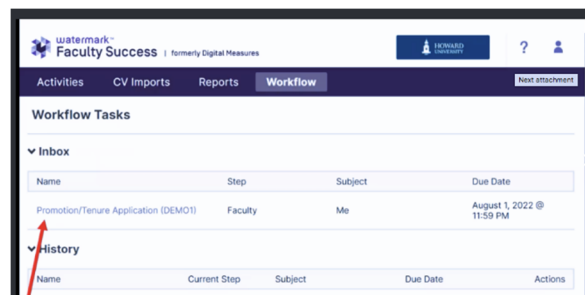 watermark™
Faculty Success | formerly Digital Measures
HOWARD
UNIVERSITY
?
Activities CV Imports Reports Workflow
Next attachment
Workflow Tasks
Inbox
Name Step Subject Due Date
Promotion/Tenure Application (DEMO1) Faculty Me August 1, 2022 @
11:59 PM
History
Name Current Step Subject Due Date Actions